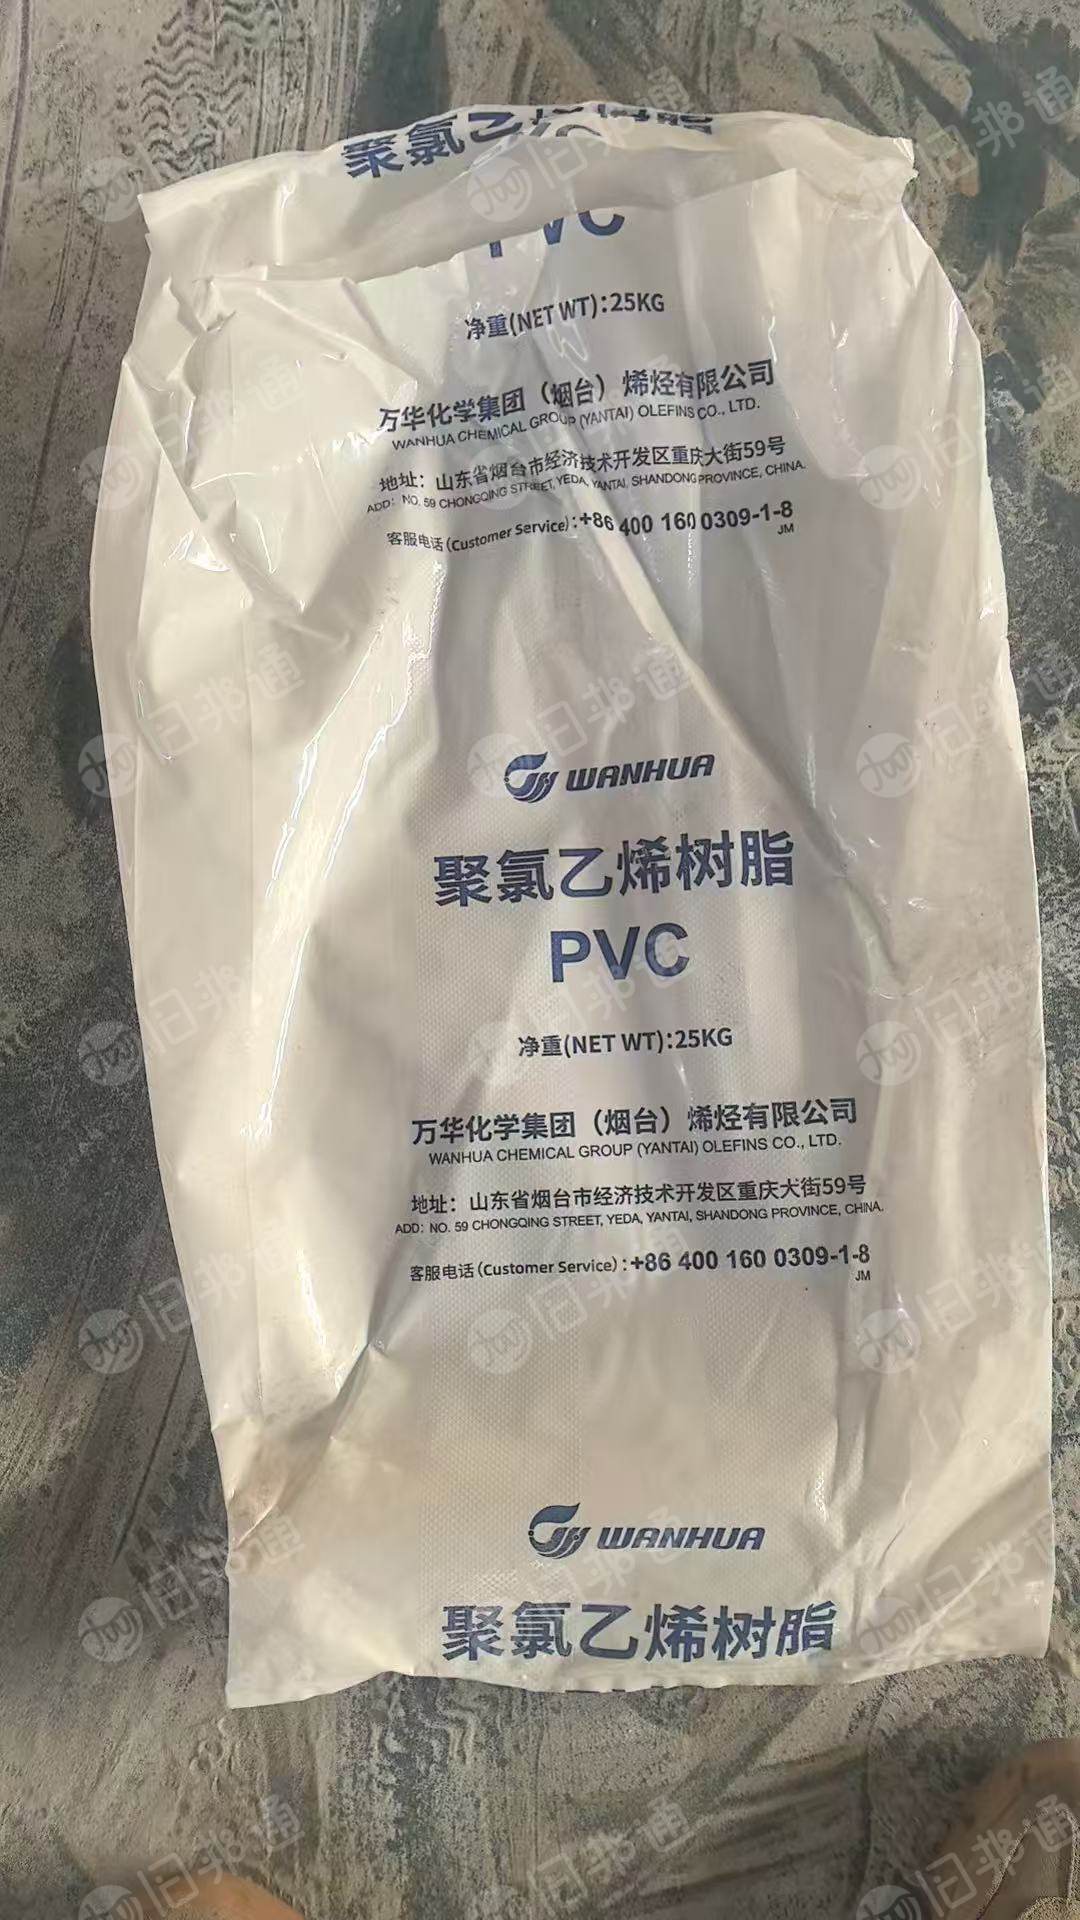 聚氯乙
PVC
净重(NET WT):25KG
万华化学集团（烟台）烯烃有限公司
WANHUA CHEMICAL GROUP (YANTAI) OLEFINS CO., LTD.
地址：山东省烟台市经济技术开发区重庆大街59号
ADD: NO. 59 CHONGQING STREET, YEDA, YANTAI, SHANDONG PROVINCE, CHINA.
客服电话(Customer Service):+86 400 160 0309-1-8
JM
WANHUA
聚氯乙烯树脂
PVC
净重(NET WT):25KG
万华化学集团（烟台）烯烃有限公司
WANHUA CHEMICAL GROUP (YANTAI) OLEFINS CO., LTD.
地址：山东省烟台市经济技术开发区重庆大街59号
ADD: NO. 59 CHONGQING STREET, YEDA, YANTAI, SHANDONG PROVINCE, CHINA.
客服电话(Customer Service):+86 400 160 0309-1-8
JM
WANHUA
聚氯乙烯树脂
旧邦通